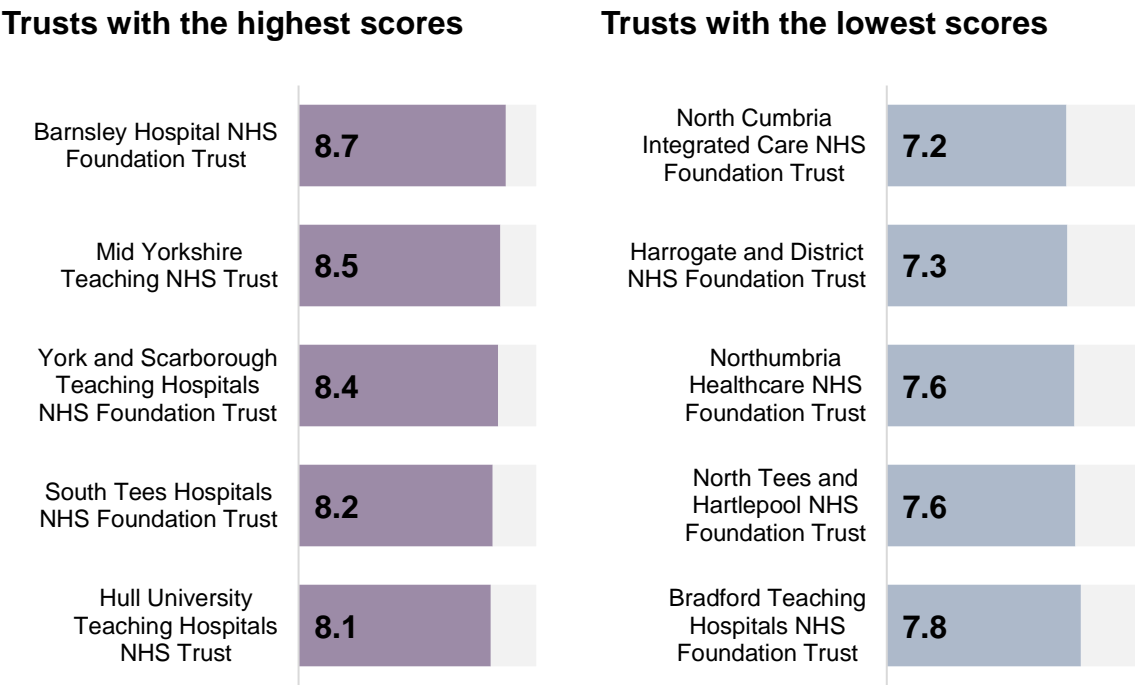 Trusts with the highest scores
Barnsley Hospital NHS
Foundation Trust
8.7
Mid Yorkshire
Teaching NHS Trust
8.5
York and Scarborough
Teaching Hospitals
NHS Foundation Trust
8.4
South Tees Hospitals
NHS Foundation Trust
8.2
Hull University
Teaching Hospitals
NHS Trust
8.1
Trusts with the lowest scores
North Cumbria
Integrated Care NHS
Foundation Trust
7.2
Harrogate and District
NHS Foundation Trust
7.3
Northumbria
Healthcare NHS
Foundation Trust
7.6
North Tees and
Hartlepool NHS
Foundation Trust
7.6
Bradford Teaching
Hospitals NHS
Foundation Trust
7.8